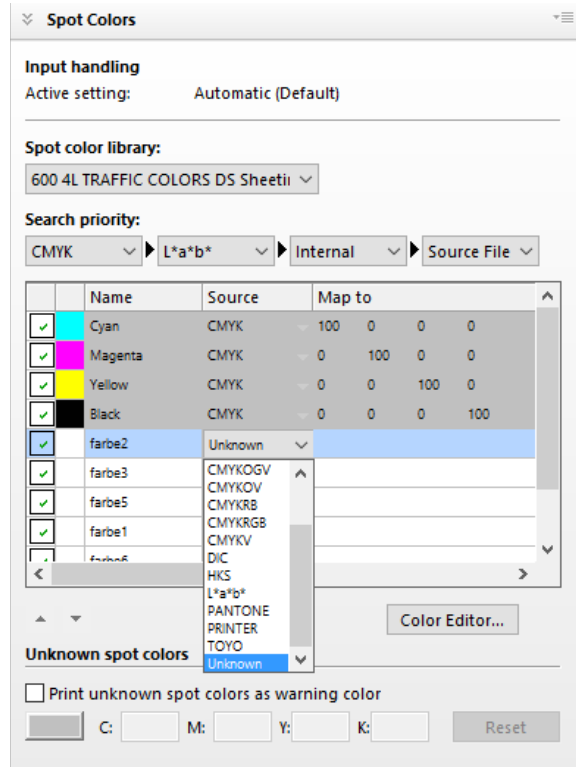 Spot Colors
Input handling
Active setting: Automatic (Default)
Spot color library:
600 4L TRAFFIC COLORS DS Sheetii
Search priority:
CMYK L*a*b* Internal Source File
Name Source Map to
Cyan CMYK 100 0 0 0
Magenta CMYK 0 100 0 0
Yellow CMYK 0 0 100 0
Black CMYK 0 0 0 100
farbe2 Unknown
farbe3
farbe5
farbe1
farbe6
CMYKOGV
CMYKOV
CMYKRB
CMYKRGB
CMYKV
DIC
HKS
L*a*b*
PANTONE
PRINTER
TOYO
Unknown
Color Editor...
Unknown spot colors
Print unknown spot colors as warning color
C: M: Y: K: Reset